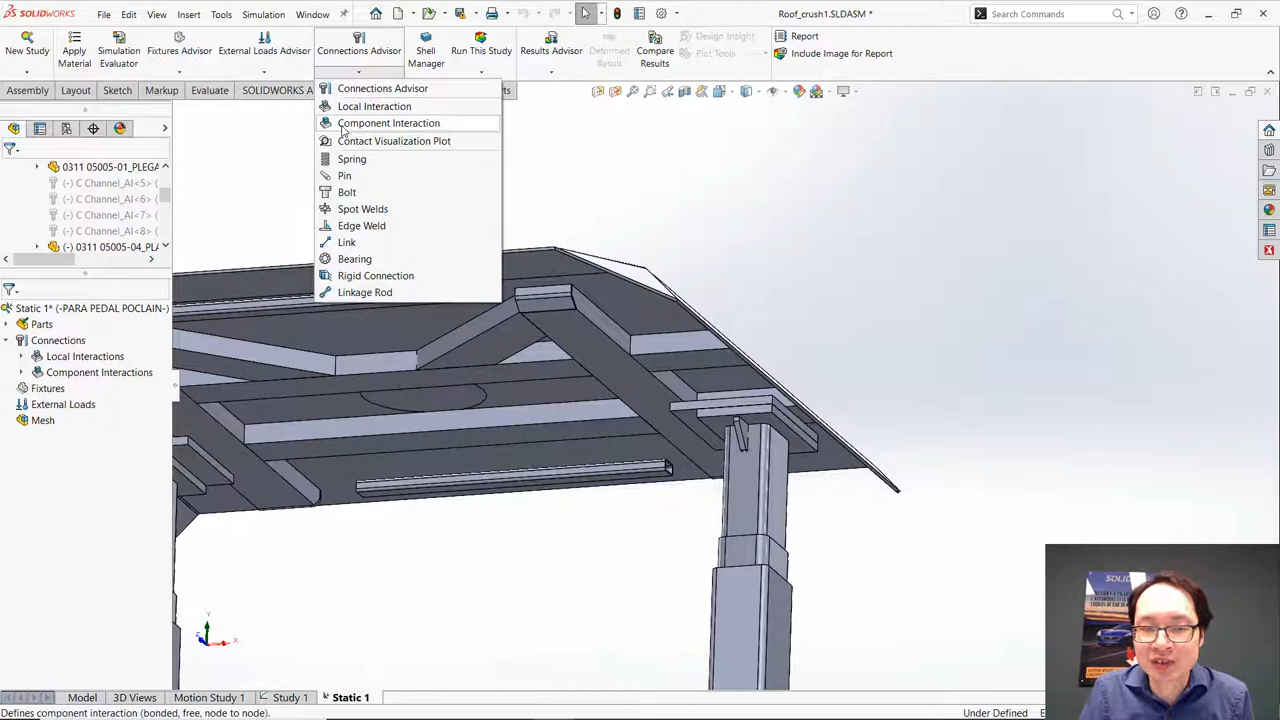 SOLIDWORKS File Edit View Insert Tools Simulation Window Roof_crush1.SLDASM * Search Commands
New Study Apply Material Simulation Evaluator Fixtures Advisor External Loads Advisor Connections Advisor Shell Manager Run This Study Results Advisor Deformed Result Compare Results Design Insight Plot Tools Report Include Image for Report
Assembly Layout Sketch Markup Evaluate SOLIDWORKS A
Connections Advisor
Local Interaction
Component Interaction
Contact Visualization Plot
Spring
Pin
Bolt
Spot Welds
Edge Weld
Link
Bearing
Rigid Connection
Linkage Rod
0311 05005-01_PLEGA
(-) C Channel_Al<5> (
(-) C Channel_Al<6> (
(-) C Channel_Al<7> (
(-) C Channel_Al<8> (
(-) 0311 05005-04_PLA
Static 1* (-PARA PEDAL POCLAIN-)
Parts
Connections
Local Interactions
Component Interactions
Fixtures
External Loads
Mesh
Y
X
Z
SOLID
Model 3D Views Motion Study 1 Study 1 Static 1
Defines component interaction (bonded, free, node to node). Under Defined